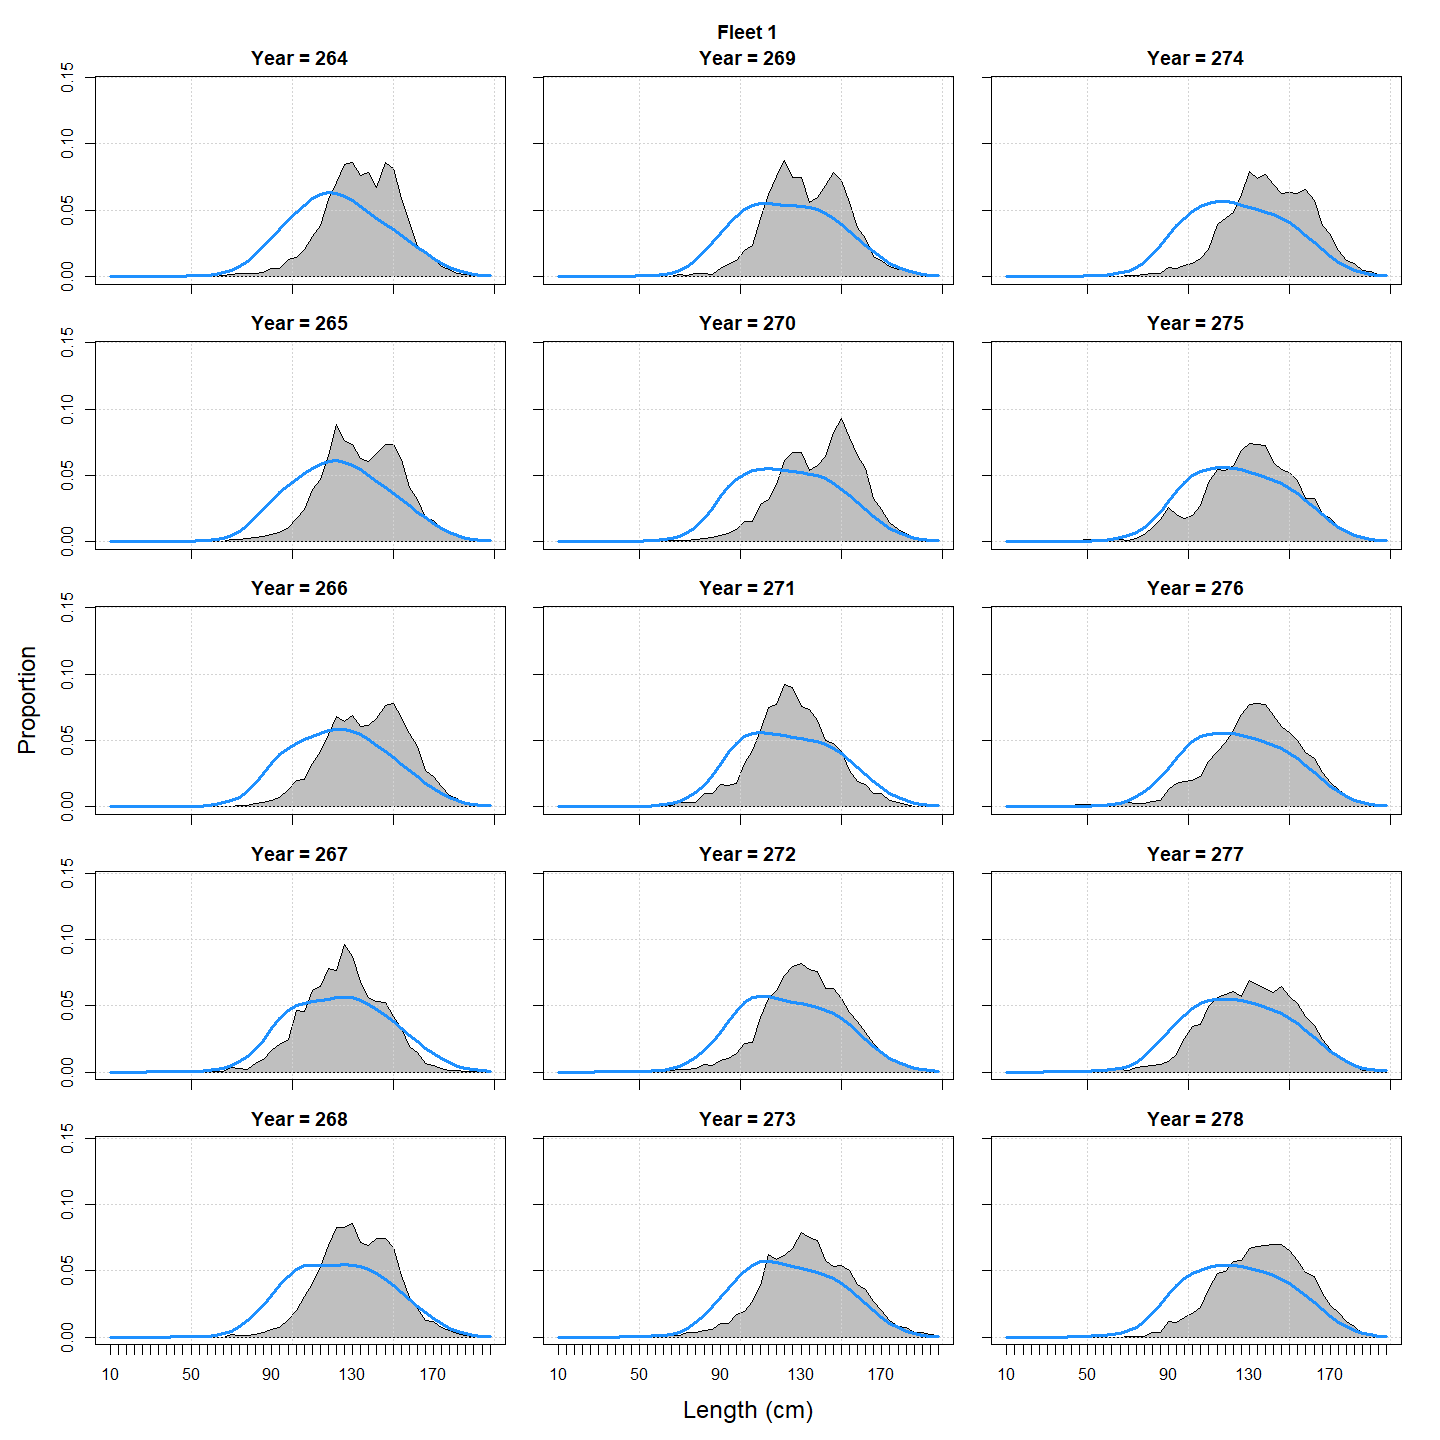 Fleet 1
Year = 264 Year = 269 Year = 274
0.00 0.05 0.10 0.15
Year = 265 Year = 270 Year = 275
0.00 0.05 0.10 0.15
Year = 266 Year = 271 Year = 276
0.00 0.05 0.10 0.15
Proportion
Year = 267 Year = 272 Year = 277
0.00 0.05 0.10 0.15
Year = 268 Year = 273 Year = 278
0.00 0.05 0.10 0.15
10 50 90 130 170 10 50 90 130 170 10 50 90 130 170
Length (cm)